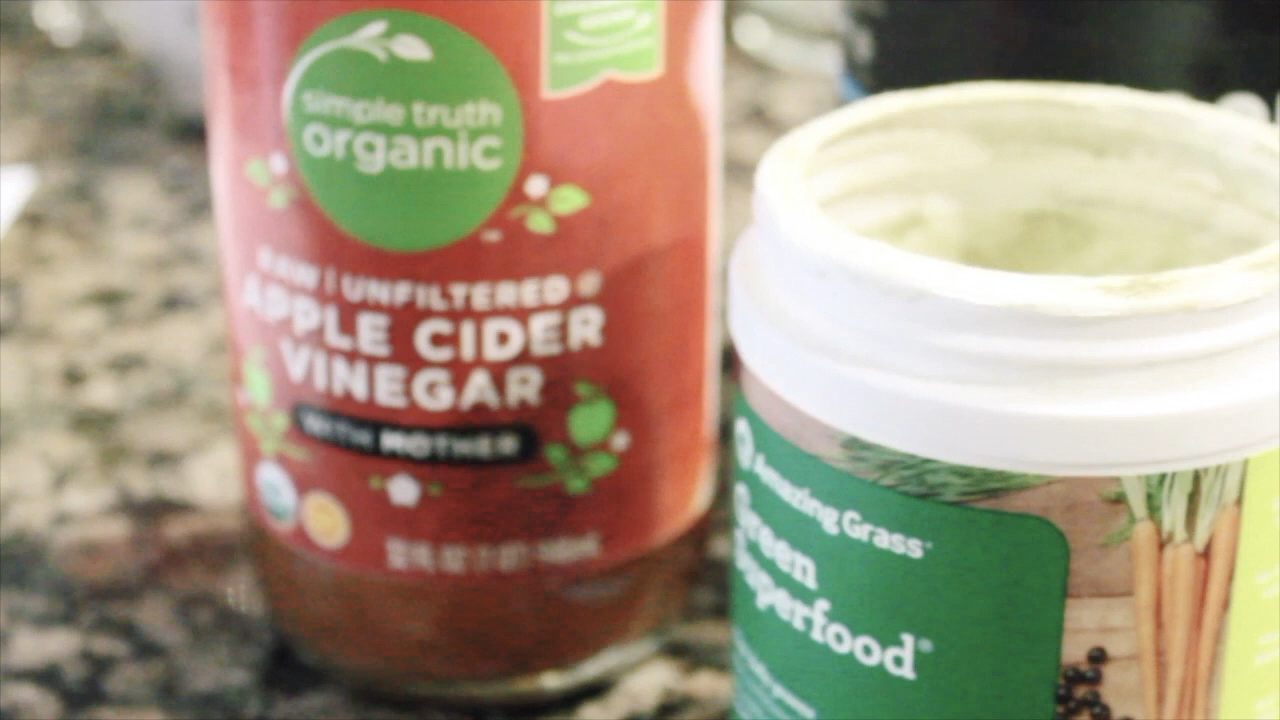 simple truth
organic
RAW | UNFILTERED
APPLE CIDER
VINEGAR
WITH MOTHER
Amazing Grass
Green
Superfood®